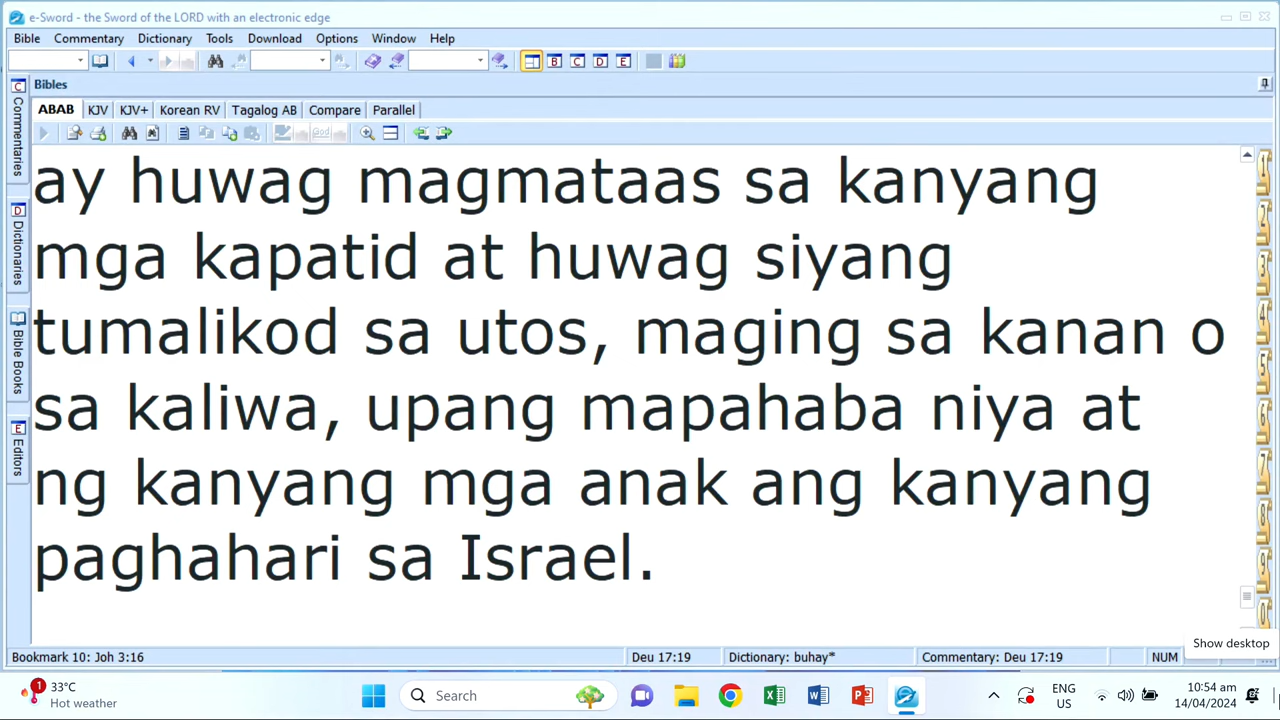 e-Sword - the Sword of the LORD with an electronic edge
Bible Commentary Dictionary Tools Download Options Window Help
Bibles
ABAB KJV KJV+ Korean RV Tagalog AB Compare Parallel
Commentaries
Dictionaries
Bible Books
Editors
ay huwag magmataas sa kanyang
mga kapatid at huwag siyang
tumalikod sa utos, maging sa kanan o
sa kaliwa, upang mapahaba niya at
ng kanyang mga anak ang kanyang
paghahari sa Israel.
Show desktop
Bookmark 10: Joh 3:16 Deu 17:19 Dictionary: buhay* Commentary: Deu 17:19 NUM
1
33°C
Hot weather
Search
ENG
US
10:54 am
14/04/2024